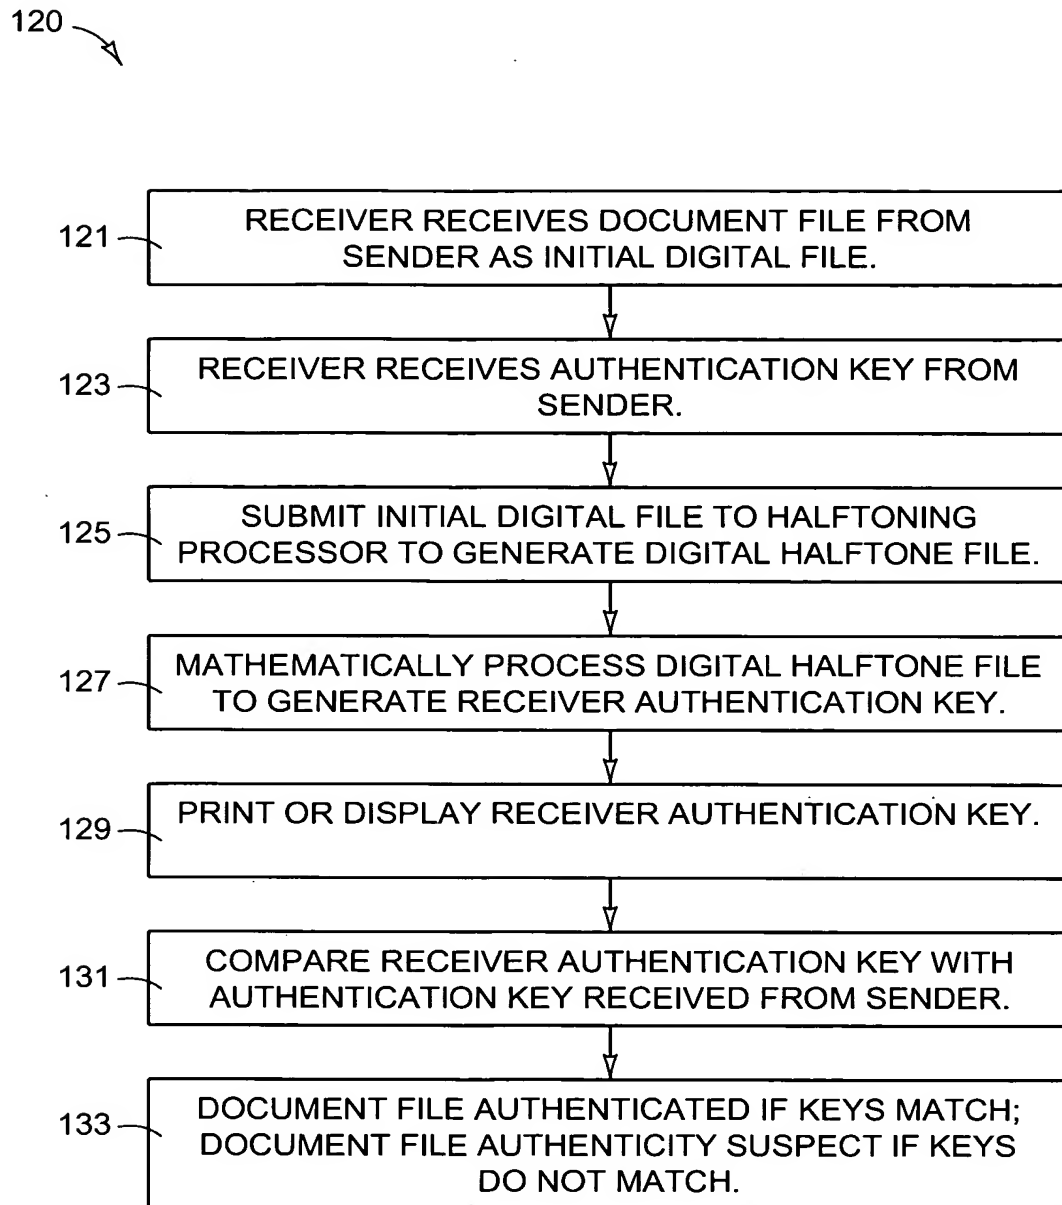 120
121
RECEIVER RECEIVES DOCUMENT FILE FROM
SENDER AS INITIAL DIGITAL FILE.
123
RECEIVER RECEIVES AUTHENTICATION KEY FROM
SENDER.
125
SUBMIT INITIAL DIGITAL FILE TO HALFTONING
PROCESSOR TO GENERATE DIGITAL HALFTONE FILE.
127
MATHEMATICALLY PROCESS DIGITAL HALFTONE FILE
TO GENERATE RECEIVER AUTHENTICATION KEY.
129
PRINT OR DISPLAY RECEIVER AUTHENTICATION KEY.
131
COMPARE RECEIVER AUTHENTICATION KEY WITH
AUTHENTICATION KEY RECEIVED FROM SENDER.
133
DOCUMENT FILE AUTHENTICATED IF KEYS MATCH;
DOCUMENT FILE AUTHENTICITY SUSPECT IF KEYS
DO NOT MATCH.